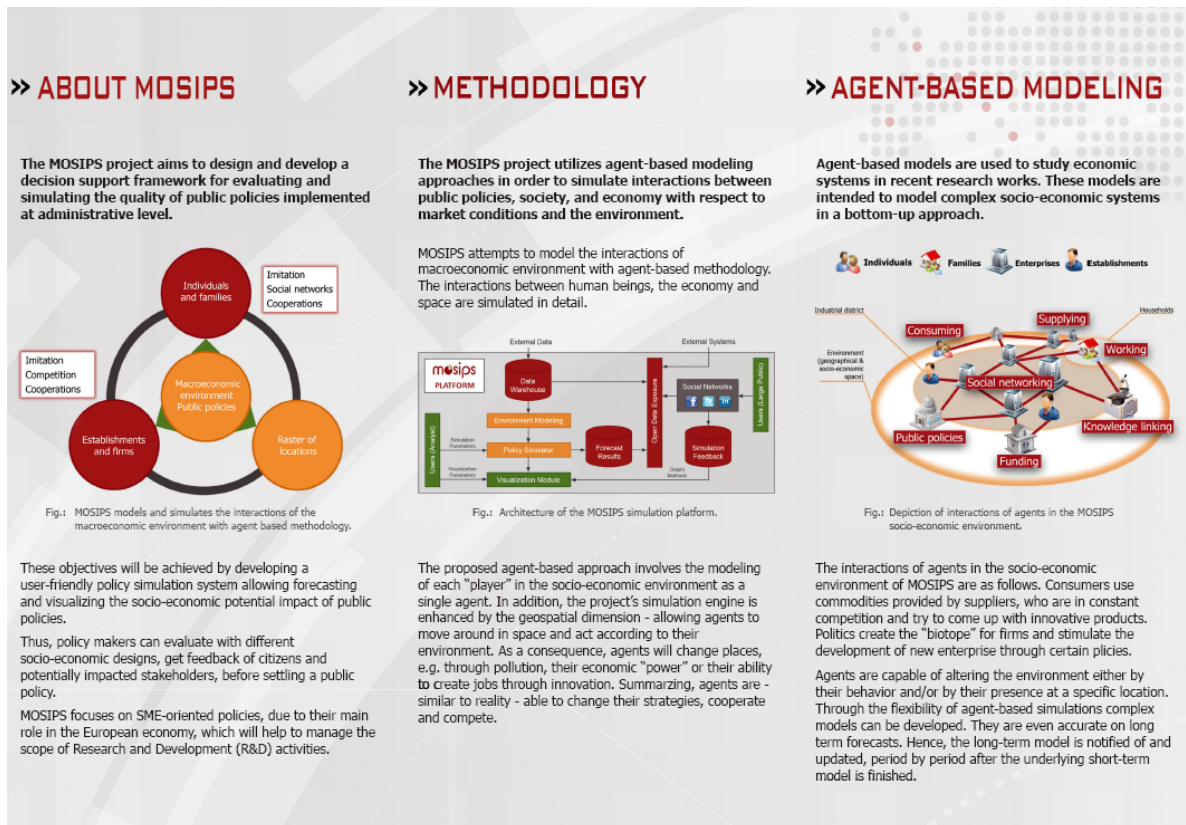 » ABOUT MOSIPS
The MOSIPS project aims to design and develop a
decision support framework for evaluating and
simulating the quality of public policies implemented
at administrative level.
Individuals
and families
Imitation
Social networks
Cooperations
Imitation
Competition
Cooperations
Macroeconomic
environment
Public policies
Establishments
and firms
Raster of
locations
Fig.: MOSIPS models and simulates the interactions of the
macroeconomic environment with agent based methodology.
These objectives will be achieved by developing a
user-friendly policy simulation system allowing forecasting
and visualizing the socio-economic potential impact of public
policies.
Thus, policy makers can evaluate with different
socio-economic designs, get feedback of citizens and
potentially impacted stakeholders, before settling a public
policy.
MOSIPS focuses on SME-oriented policies, due to their main
role in the European economy, which will help to manage the
scope of Research and Development (R&D) activities.
» METHODOLOGY
The MOSIPS project utilizes agent-based modeling
approaches in order to simulate interactions between
public policies, society, and economy with respect to
market conditions and the environment.
MOSIPS attempts to model the interactions of
macroeconomic environment with agent-based methodology.
The interactions between human beings, the economy and
space are simulated in detail.
External Data
External Systems
mosips
PLATFORM
Data
Warehouse
Social Networks
f t in
Open Data Exposure
Users (Large Public)
Environment Modeling
Users (Analyst)
Simulation
Parameters
Policy Simulator
Forecast
Results
Simulation
Feedback
Visualization
Parameters
Visualization Module
Delphi
Methods
Fig.: Architecture of the MOSIPS simulation platform.
The proposed agent-based approach involves the modeling
of each “player” in the socio-economic environment as a
single agent. In addition, the project’s simulation engine is
enhanced by the geospatial dimension - allowing agents to
move around in space and act according to their
environment. As a consequence, agents will change places,
e.g. through pollution, their economic “power” or their ability
to create jobs through innovation. Summarzing, agents are -
similar to reality - able to change their strategies, cooperate
and compete.
» AGENT-BASED MODELING
Agent-based models are used to study economic
systems in recent research works. These models are
intended to model complex socio-economic systems
in a bottom-up approach.
Individuals Families Enterprises Establishments
Industrial district
Households
Supplying
Consuming
Working
Environment
(geographical &
socio-economic
space)
Social networking
Public policies
Knowledge linking
Funding
Fig.: Depiction of interactions of agents in the MOSIPS
socio-economic environment.
The interactions of agents in the socio-economic
environment of MOSIPS are as follows. Consumers use
commodities provided by suppliers, who are in constant
competition and try to come up with innovative products.
Politics create the “biotope” for firms and stimulate the
development of new enterprise through certain plicies.
Agents are capable of altering the environment either by
their behavior and/or by their presence at a specific location.
Through the flexibility of agent-based simulations complex
models can be developed. They are even accurate on long
term forecasts. Hence, the long-term model is notified of and
updated, period by period after the underlying short-term
model is finished.